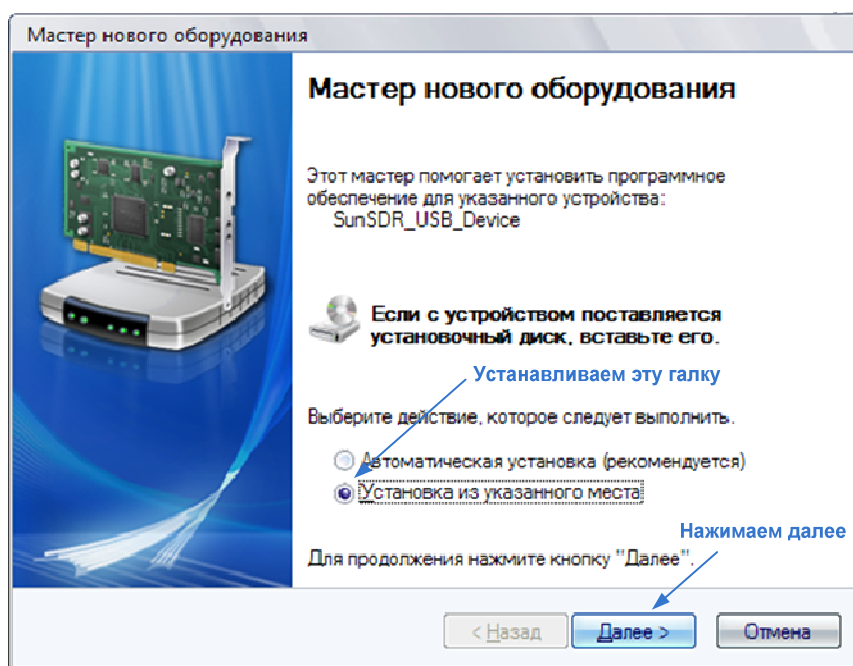 Мастер нового оборудования
Мастер нового оборудования
Этот мастер помогает установить программное
обеспечение для указанного устройства:
SunSDR_USB_Device
Если с устройством поставляется
установочный диск, вставьте его.
Устанавливаем эту галку
Выберите действие, которое следует выполнить.
Автоматическая установка (рекомендуется)
Установка из указанного места
Нажимаем далее
Для продолжения нажмите кнопку "Далее".
< Назад Далее > Отмена